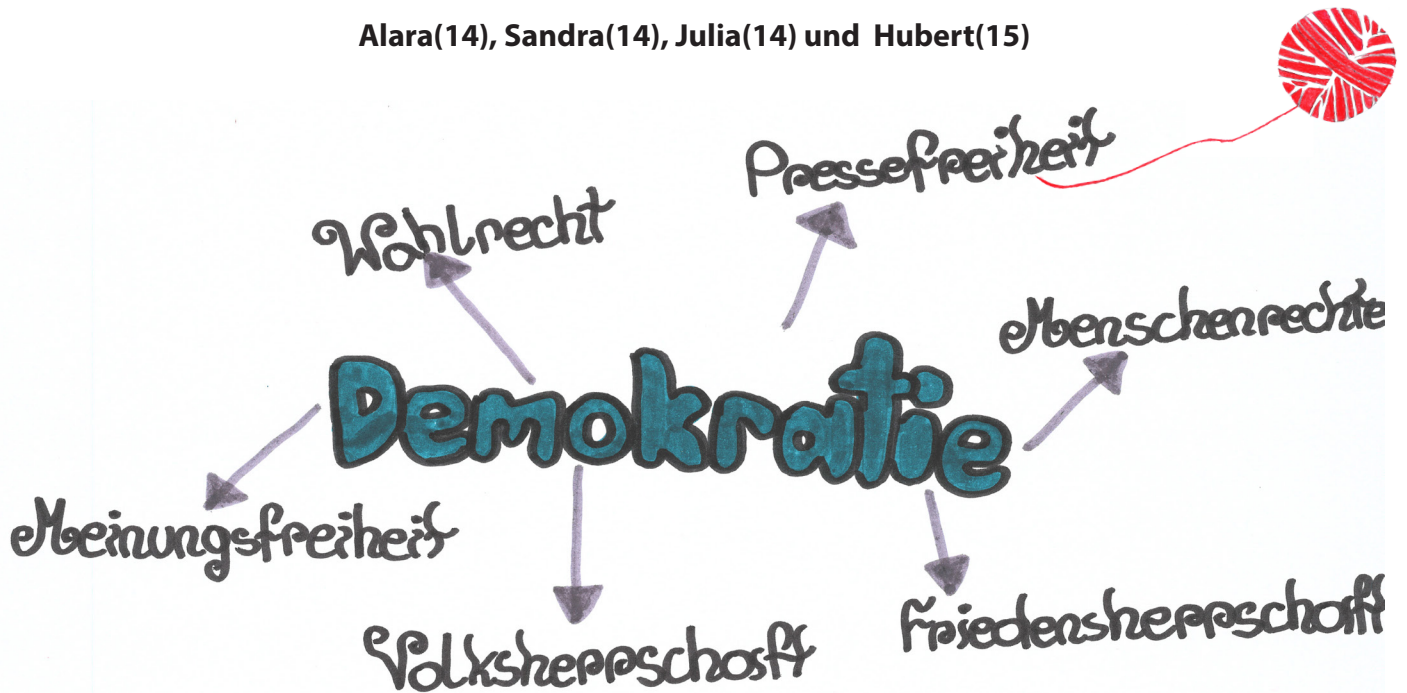 Alara(14), Sandra(14), Julia(14) und Hubert(15)
Pressefreiheit
Wahlrecht
Menschenrechte
Demokratie
Meinungsfreiheit
Friedensherrschaft
Volksherrschaft